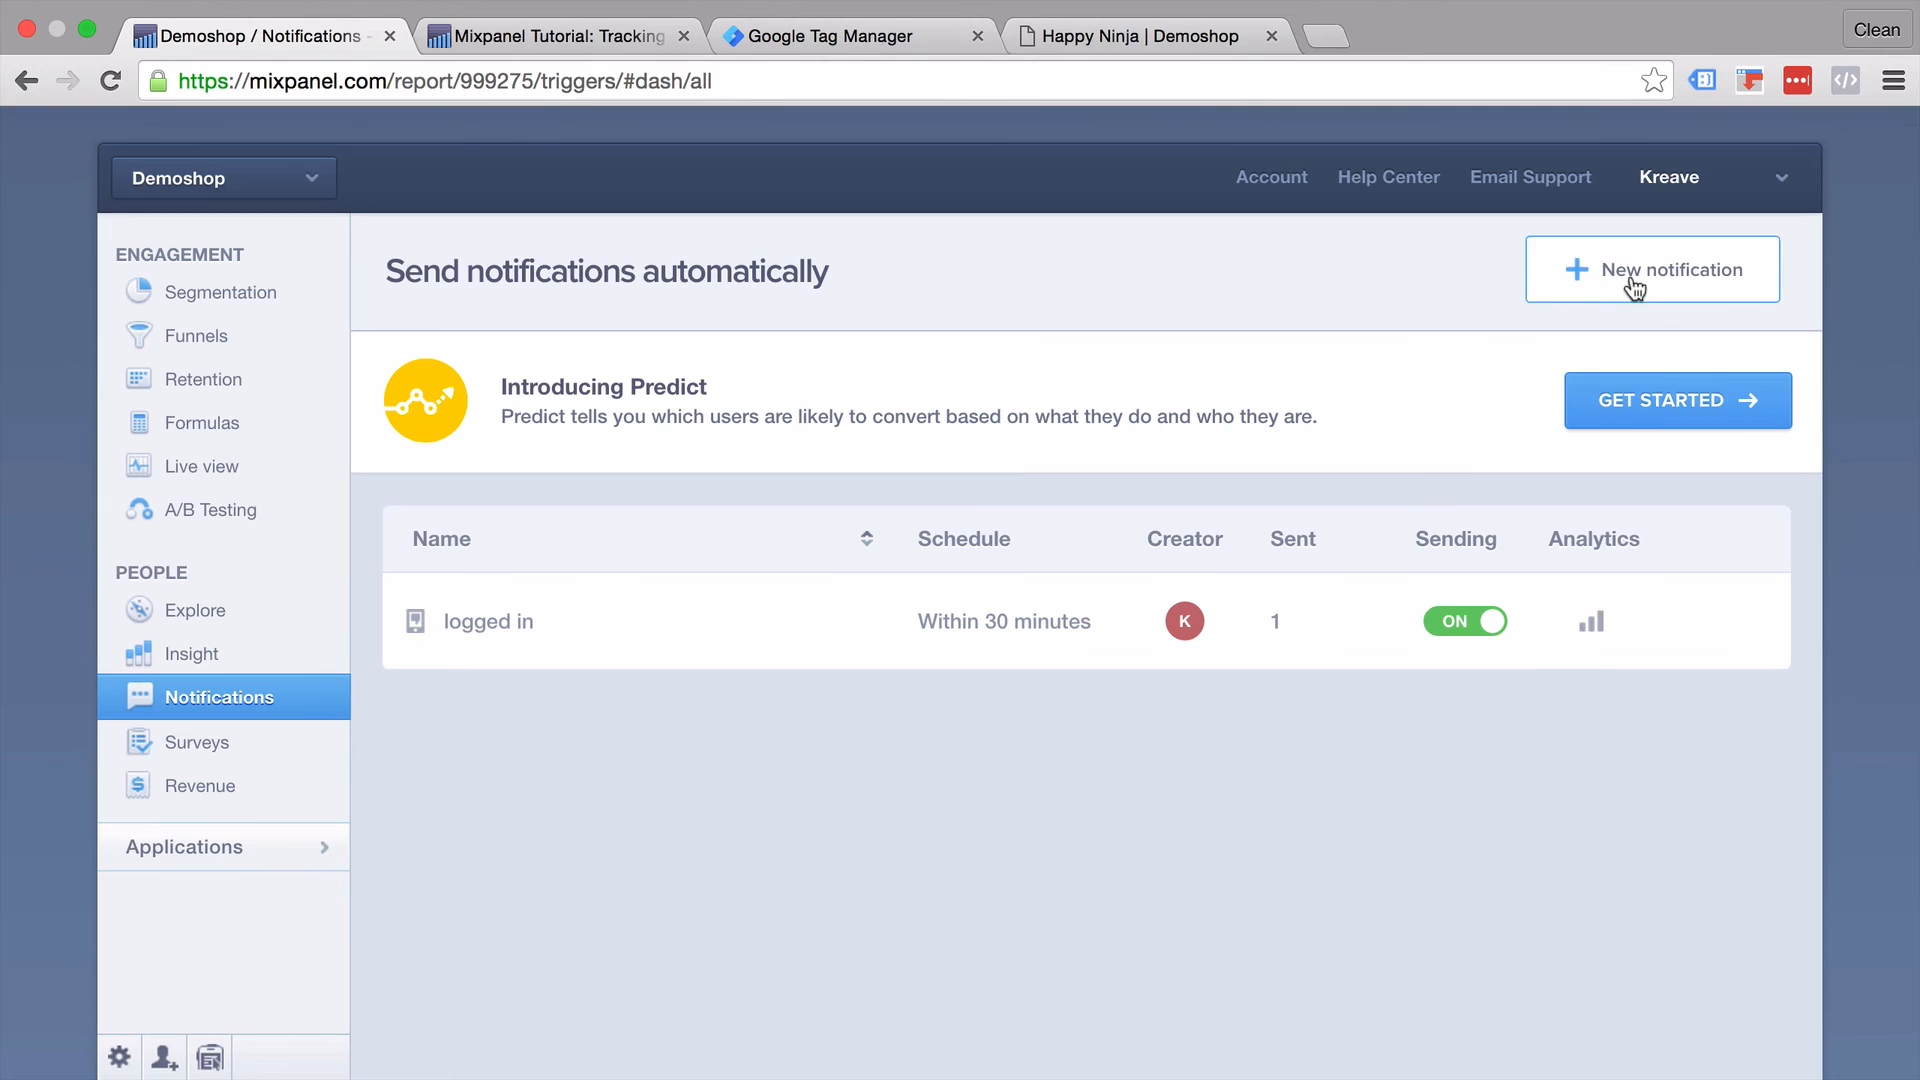 Demoshop / Notifications -
Mixpanel Tutorial: Tracking
Google Tag Manager
Happy Ninja | Demoshop
Clean
https://mixpanel.com/report/999275/triggers/#dash/all
Demoshop
Account
Help Center
Email Support
Kreave
ENGAGEMENT
Segmentation
Funnels
Retention
Formulas
Live view
A/B Testing
PEOPLE
Explore
Insight
Notifications
Surveys
Revenue
Applications
Send notifications automatically
New notification
Introducing Predict
Predict tells you which users are likely to convert based on what they do and who they are.
GET STARTED
Name Schedule Creator Sent Sending Analytics
logged in Within 30 minutes K 1 ON